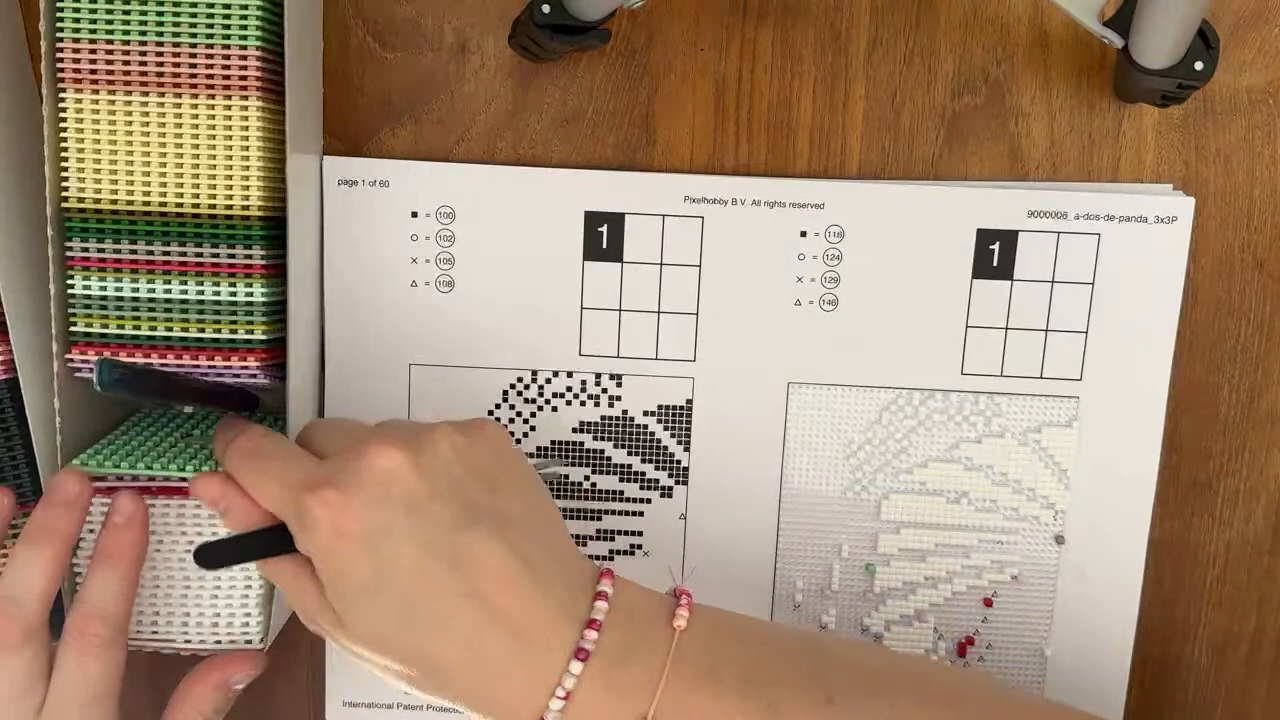 page 1 of 60
Pixelhobby B.V. All rights reserved
9000006_a-dos-de-panda_3x3P
■ = 100
○ = 102
× = 105
△ = 108
1
■ = 116
○ = 124
× = 129
△ = 146
1
International Patent